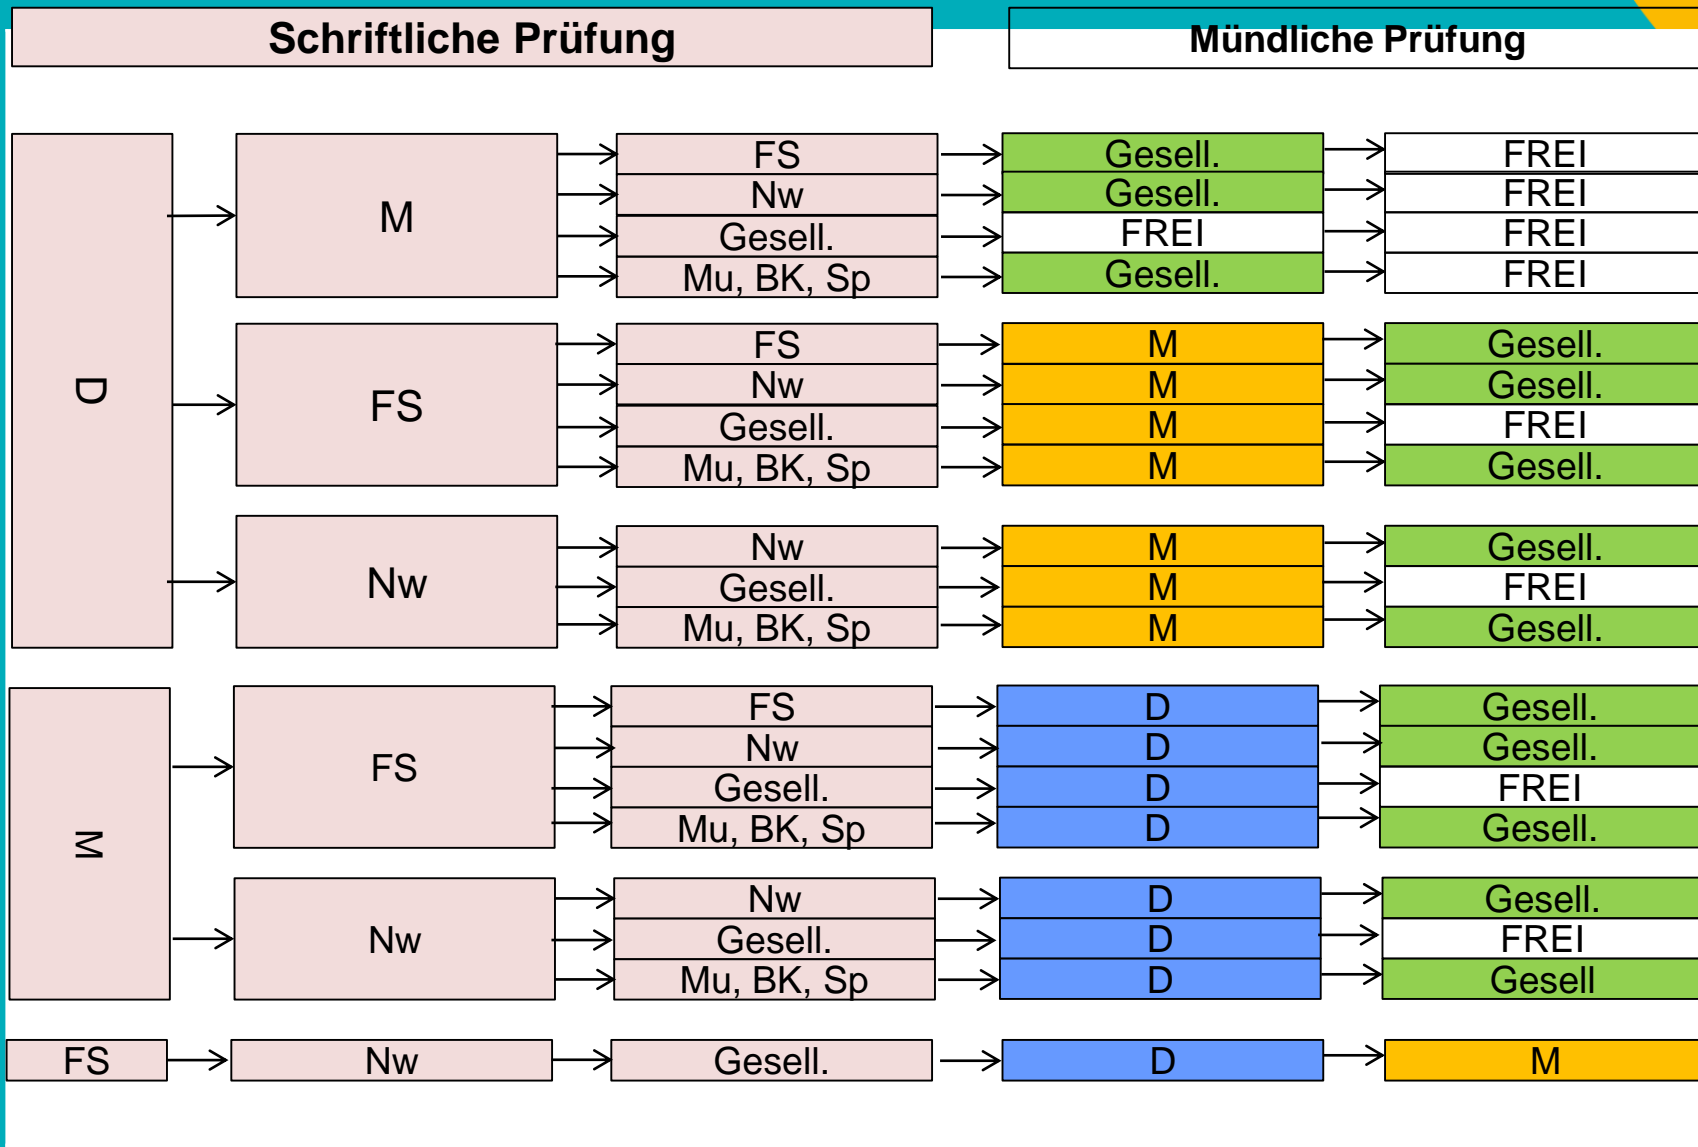 Schriftliche Prüfung
Mündliche Prüfung
D
M
FS
Gesell.
FREI
Nw
Gesell.
FREI
Gesell.
FREI
FREI
Mu, BK, Sp
Gesell.
FREI
FS
FS
M
Gesell.
Nw
M
Gesell.
Gesell.
M
FREI
Mu, BK, Sp
M
Gesell.
Nw
Nw
M
Gesell.
Gesell.
M
FREI
Mu, BK, Sp
M
Gesell.
M
FS
FS
D
Gesell.
Nw
D
Gesell.
Gesell.
D
FREI
Mu, BK, Sp
D
Gesell.
Nw
Nw
D
Gesell.
Gesell.
D
FREI
Mu, BK, Sp
D
Gesell
FS
Nw
Gesell.
D
M